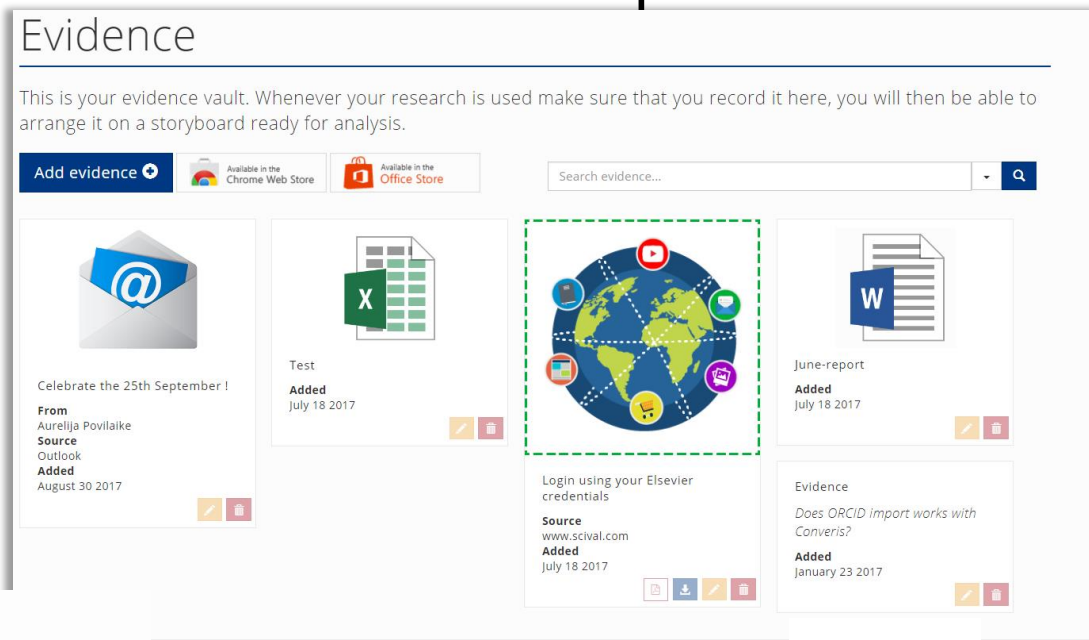 Evidence
This is your evidence vault. Whenever your research is used make sure that you record it here, you will then be able to
arrange it on a storyboard ready for analysis.
Add evidence
Available in the
Chrome Web Store
Available in the
Office Store
Search evidence...
@
Celebrate the 25th September !
From
Aurelija Povilaike
Source
Outlook
Added
August 30 2017
X
Test
Added
July 18 2017
Login using your Elsevier
credentials
Source
www.scival.com
Added
July 18 2017
W
June-report
Added
July 18 2017
Evidence
Does ORCID import works with
Converis?
Added
January 23 2017